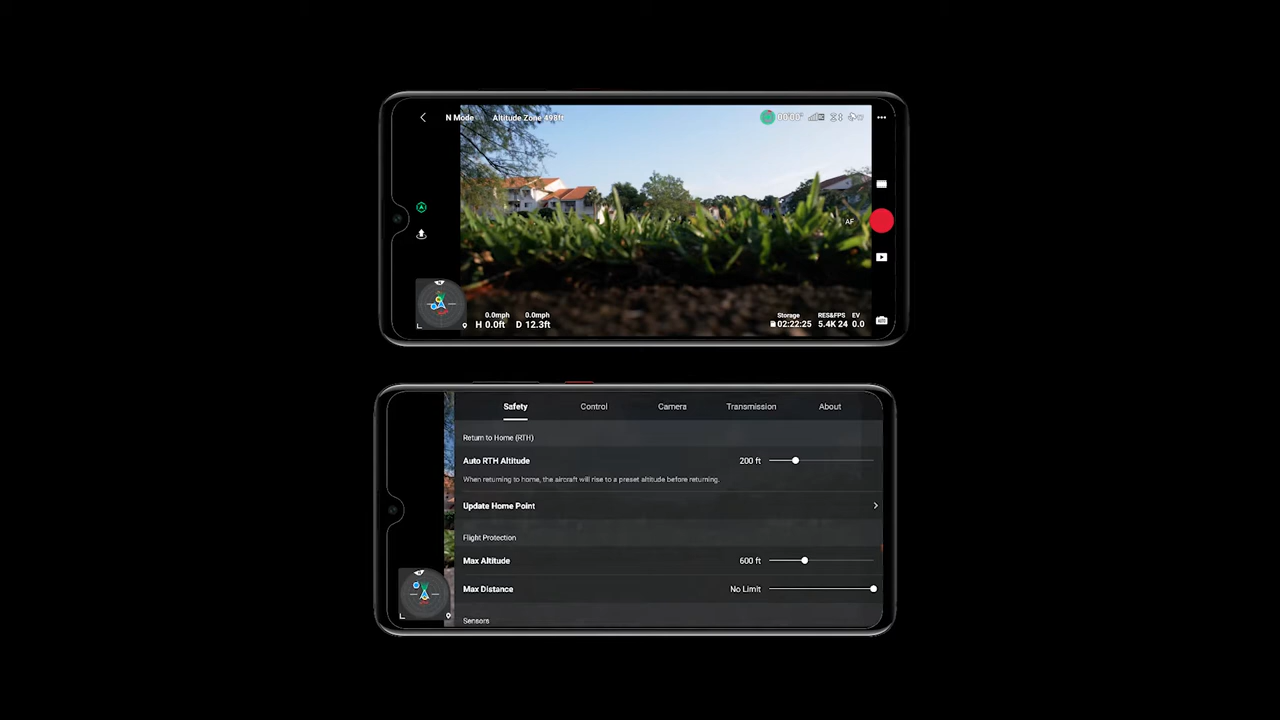 N Mode Altitude Zone 498ft
AF
0.0mph 0.0mph
H 0.0ft D 12.3ft
Storage RES&FPS EV
02:22:25 5.4K 24 0.0
Safety Control Camera Transmission About
Return to Home (RTH)
Auto RTH Altitude 200 ft
When returning to home, the aircraft will rise to a preset altitude before returning.
Update Home Point
Flight Protection
Max Altitude 600 ft
Max Distance No Limit
Sensors